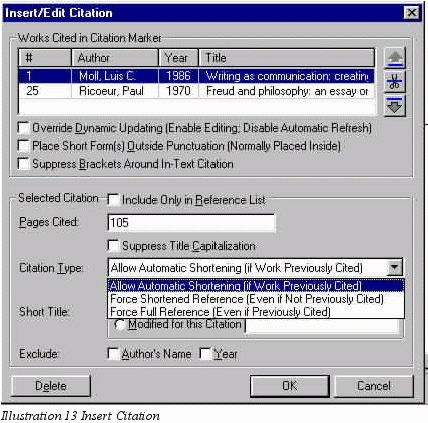 Insert/Edit Citation
Works Cited in Citation Marker
# Author Year Title
1 Moll, Luis C. 1986 Writing as communication: creating
25 Ricoeur, Paul 1970 Freud and philosophy: an essay or
Override Dynamic Updating (Enable Editing; Disable Automatic Refresh)
Place Short Form(s) Outside Punctuation (Normally Placed Inside)
Suppress Brackets Around In-Text Citation
Selected Citation Include Only in Reference List
Pages Cited: 105
Suppress Title Capitalization
Citation Type: Allow Automatic Shortening (if Work Previously Cited)
Allow Automatic Shortening (if Work Previously Cited)
Force Shortened Reference (Even if Not Previously Cited)
Short Title: Force Full Reference (Even if Previously Cited)
Modified for this Citation
Exclude: Author's Name Year
Delete OK Cancel
Illustration 13 Insert Citation